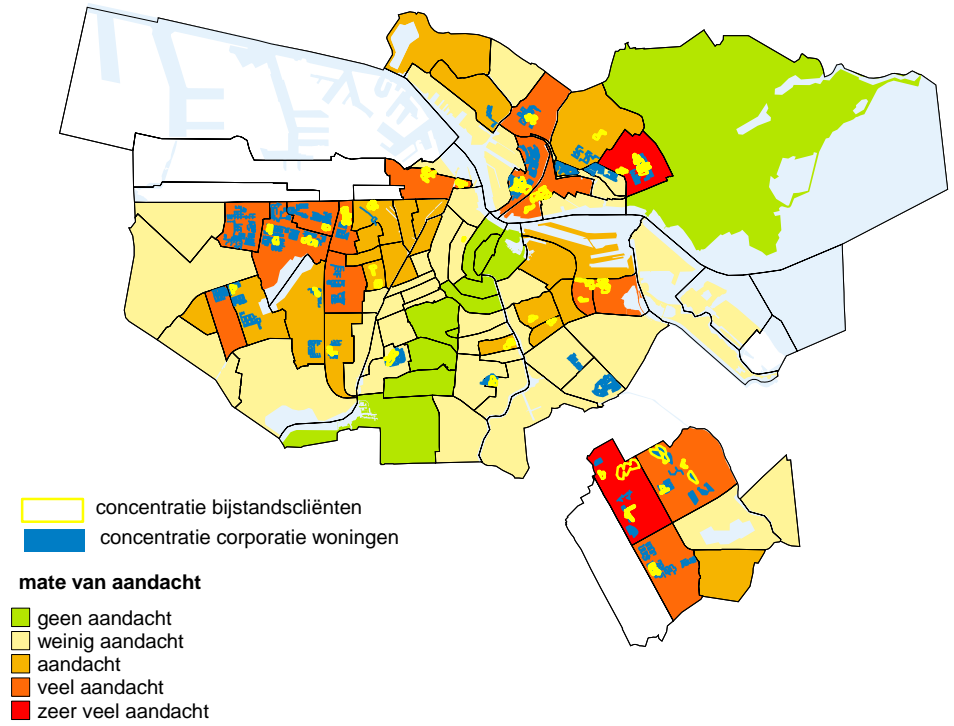 concentratie bijstandscliënten
concentratie corporatie woningen
mate van aandacht
geen aandacht
weinig aandacht
aandacht
veel aandacht
zeer veel aandacht